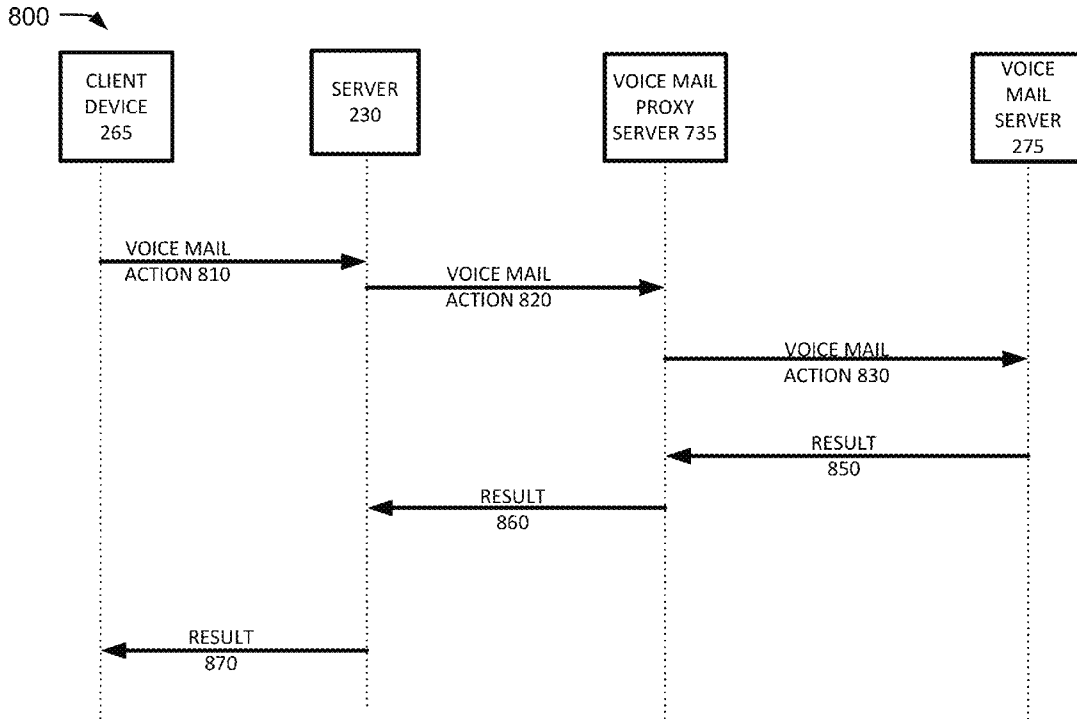 800
CLIENT
DEVICE
265
SERVER
230
VOICE MAIL
PROXY
SERVER 735
VOICE
MAIL
SERVER
275
VOICE MAIL
ACTION 810
VOICE MAIL
ACTION 820
VOICE MAIL
ACTION 830
RESULT
850
RESULT
860
RESULT
870